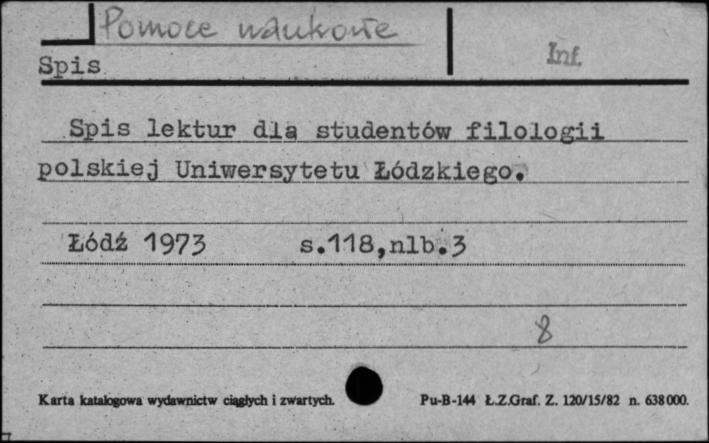 Pomoce naukowe
Inf.
Spis
Spis lektur dla studentów filologii
polskiej Uniwersytetu Łódzkiego.
Łódź 1973 s.118,nlb.3
8
Karta katalogowa wydawnictw ciągłych i zwartych. Pu-B-144 Ł.Z.Graf. Z. 120/15/82 n. 638000.